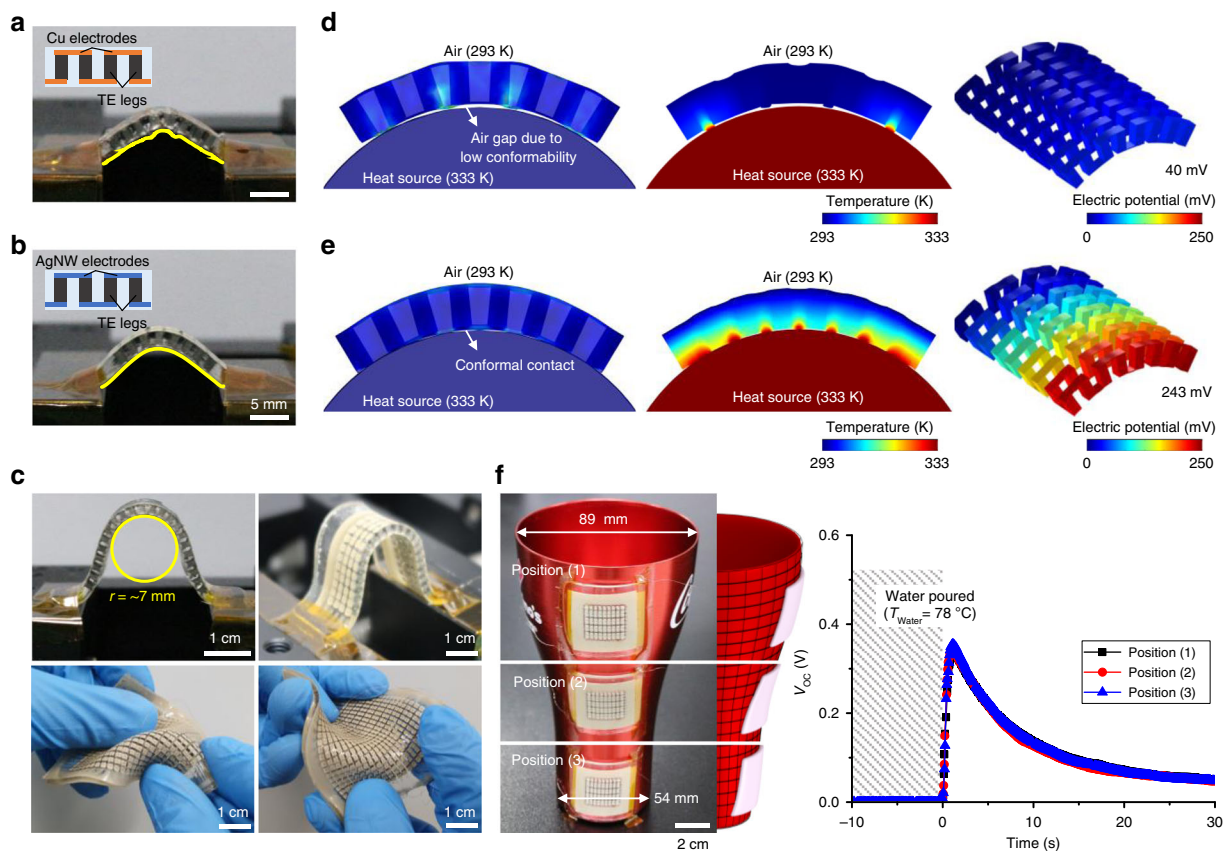 a
Cu electrodes
TE legs
b
AgNW electrodes
TE legs
5 mm
c
r = ~7 mm
1 cm
1 cm
1 cm
1 cm
d
Air (293 K)
Air gap due to
low conformability
Heat source (333 K)
Air (293 K)
Heat source (333 K)
Temperature (K)
293
333
40 mV
Electric potential (mV)
0
250
e
Air (293 K)
Conformal contact
Heat source (333 K)
Air (293 K)
Heat source (333 K)
Temperature (K)
293
333
243 mV
Electric potential (mV)
0
250
f
89 mm
Position (1)
Position (2)
Position (3)
54 mm
2 cm
0.6
0.4
0.2
0.0
V_OC (V)
Water poured
(T_Water = 78 °C)
Position (1)
Position (2)
Position (3)
–10
0
10
20
30
Time (s)